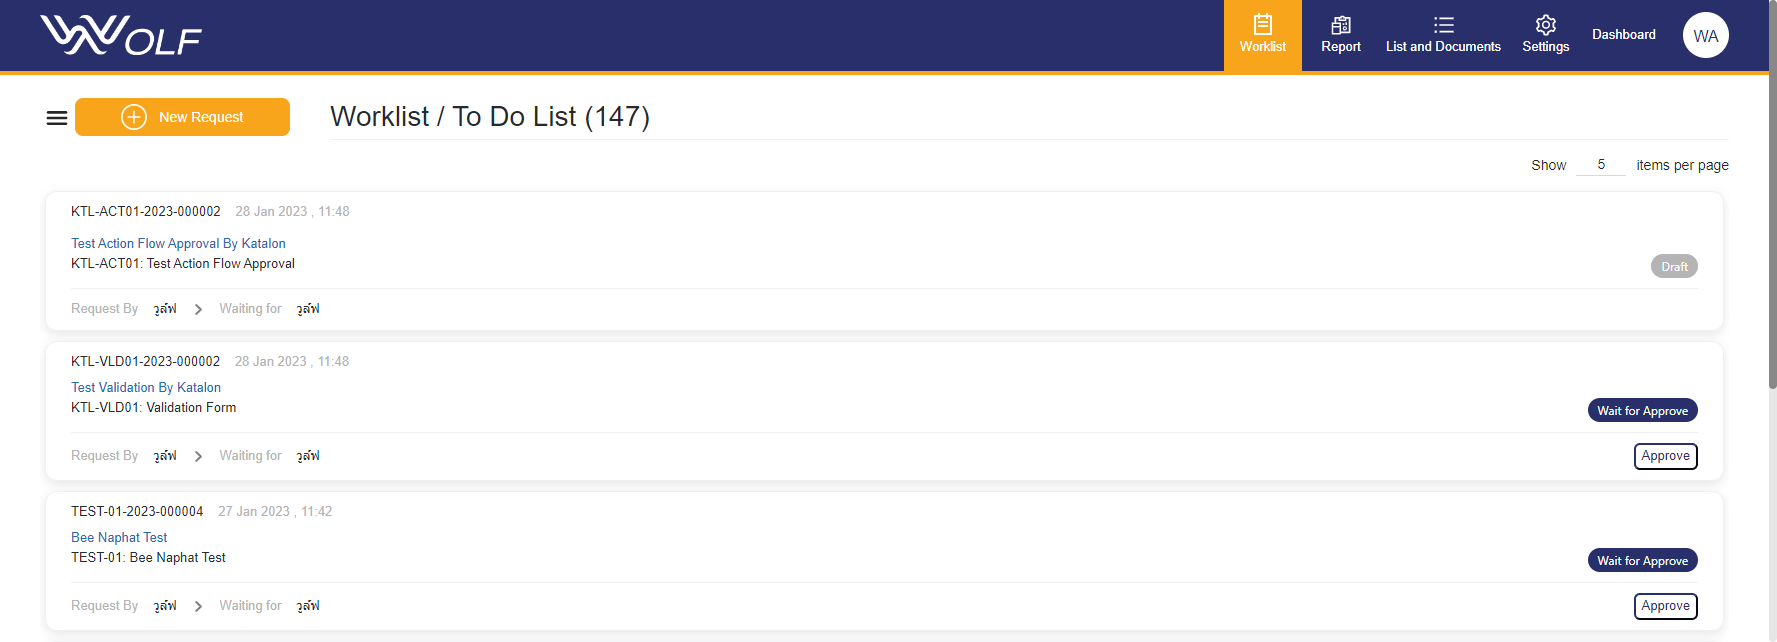 WOLF
Worklist
Report
List and Documents
Settings
Dashboard
WA
New Request
Worklist / To Do List (147)
Show 5 items per page
KTL-ACT01-2023-000002 28 Jan 2023 , 11:48
Test Action Flow Approval By Katalon
KTL-ACT01: Test Action Flow Approval
Draft
Request By วูล์ฟ Waiting for วูล์ฟ
KTL-VLD01-2023-000002 28 Jan 2023 , 11:48
Test Validation By Katalon
KTL-VLD01: Validation Form
Wait for Approve
Request By วูล์ฟ Waiting for วูล์ฟ
Approve
TEST-01-2023-000004 27 Jan 2023 , 11:42
Bee Naphat Test
TEST-01: Bee Naphat Test
Wait for Approve
Request By วูล์ฟ Waiting for วูล์ฟ
Approve